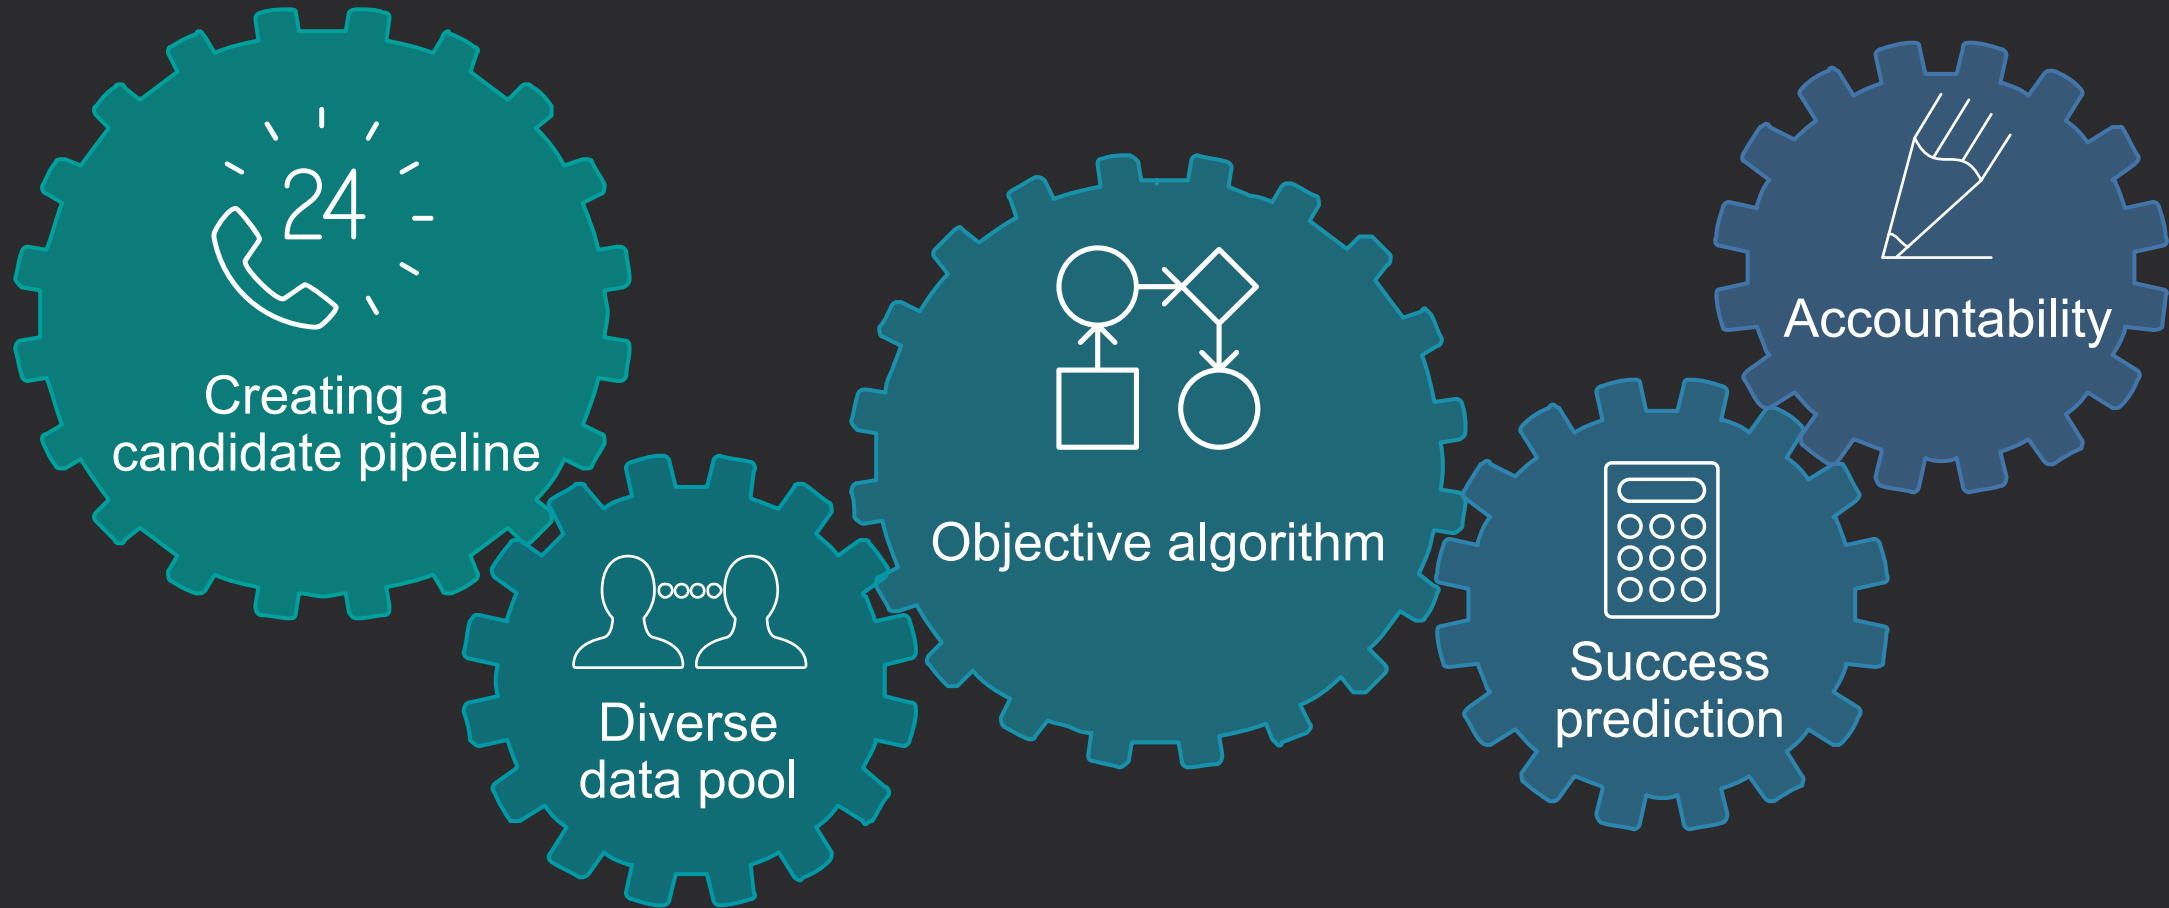 24
Creating a
candidate pipeline
Diverse
data pool
Objective algorithm
Success
prediction
Accountability